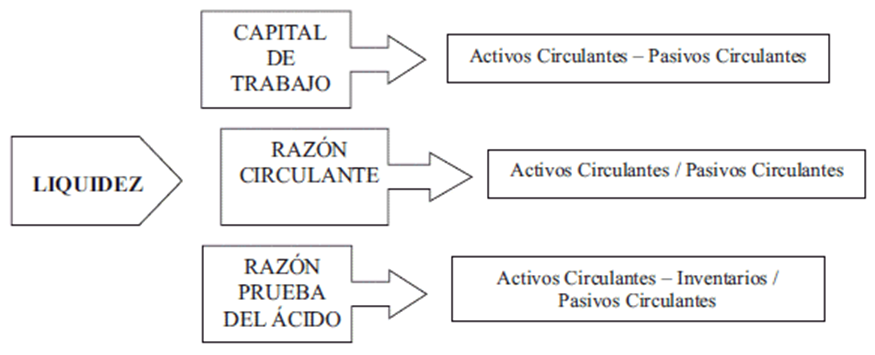 CAPITAL
DE
TRABAJO
Activos Circulantes – Pasivos Circulantes
LIQUIDEZ
RAZÓN
CIRCULANTE
Activos Circulantes / Pasivos Circulantes
RAZÓN
PRUEBA
DEL ÁCIDO
Activos Circulantes – Inventarios /
Pasivos Circulantes